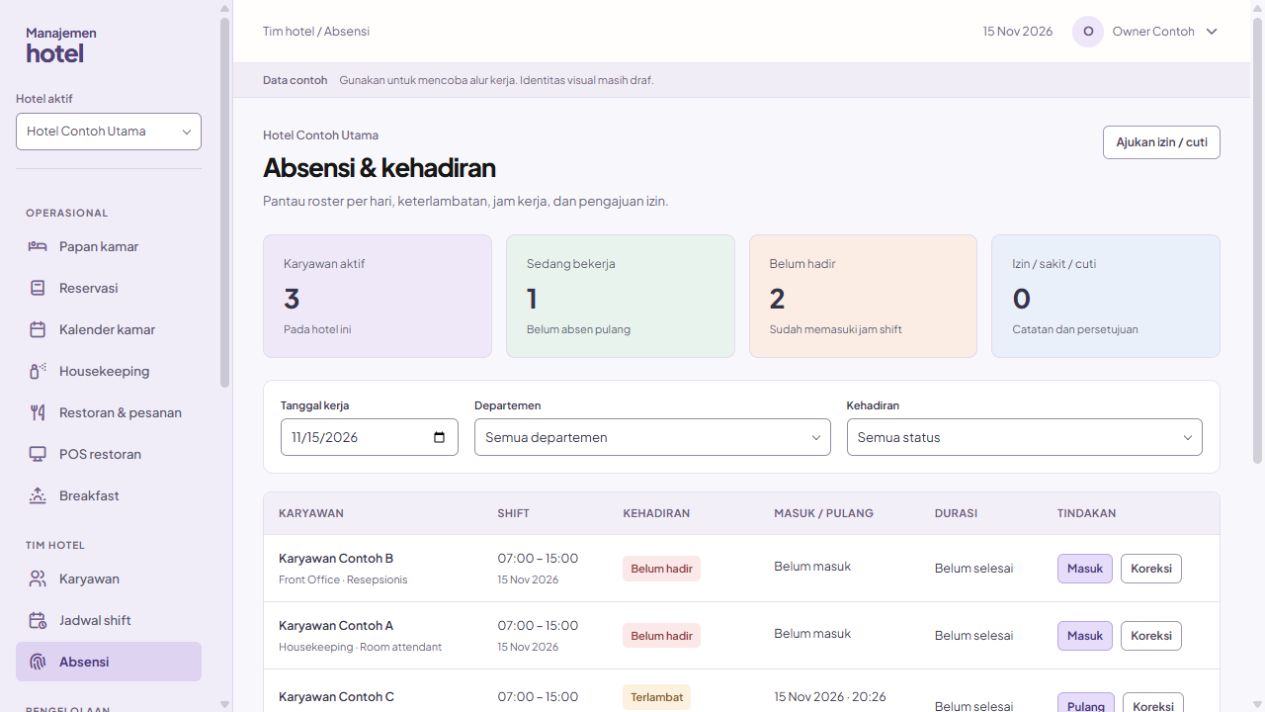 Manajemen
hotel
Hotel aktif
Hotel Contoh Utama
OPERASIONAL
Papan kamar
Reservasi
Kalender kamar
Housekeeping
Restoran & pesanan
POS restoran
Breakfast
TIM HOTEL
Karyawan
Jadwal shift
Absensi
PENGELOLAAN
Tim hotel / Absensi
15 Nov 2026
O
Owner Contoh
Data contoh Gunakan untuk mencoba alur kerja. Identitas visual masih draf.
Hotel Contoh Utama
Absensi & kehadiran
Pantau roster per hari, keterlambatan, jam kerja, dan pengajuan izin.
Ajukan izin / cuti
Karyawan aktif
3
Pada hotel ini
Sedang bekerja
1
Belum absen pulang
Belum hadir
2
Sudah memasuki jam shift
Izin / sakit / cuti
0
Catatan dan persetujuan
Tanggal kerja
11/15/2026
Departemen
Semua departemen
Kehadiran
Semua status
KARYAWAN SHIFT KEHADIRAN MASUK / PULANG DURASI TINDAKAN
Karyawan Contoh B
Front Office · Resepsionis
07:00 – 15:00
15 Nov 2026
Belum hadir
Belum masuk
Belum selesai
Masuk
Koreksi
Karyawan Contoh A
Housekeeping · Room attendant
07:00 – 15:00
15 Nov 2026
Belum hadir
Belum masuk
Belum selesai
Masuk
Koreksi
Karyawan Contoh C
07:00 – 15:00
Terlambat
15 Nov 2026 · 20:26
Belum selesai
Pulang
Koreksi